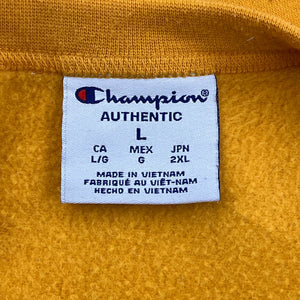 Champion
AUTHENTIC
L
CA MEX JPN
L/G G 2XL
MADE IN VIETNAM
FABRIQUÉ AU VIÊT-NAM
HECHO EN VIETNAM